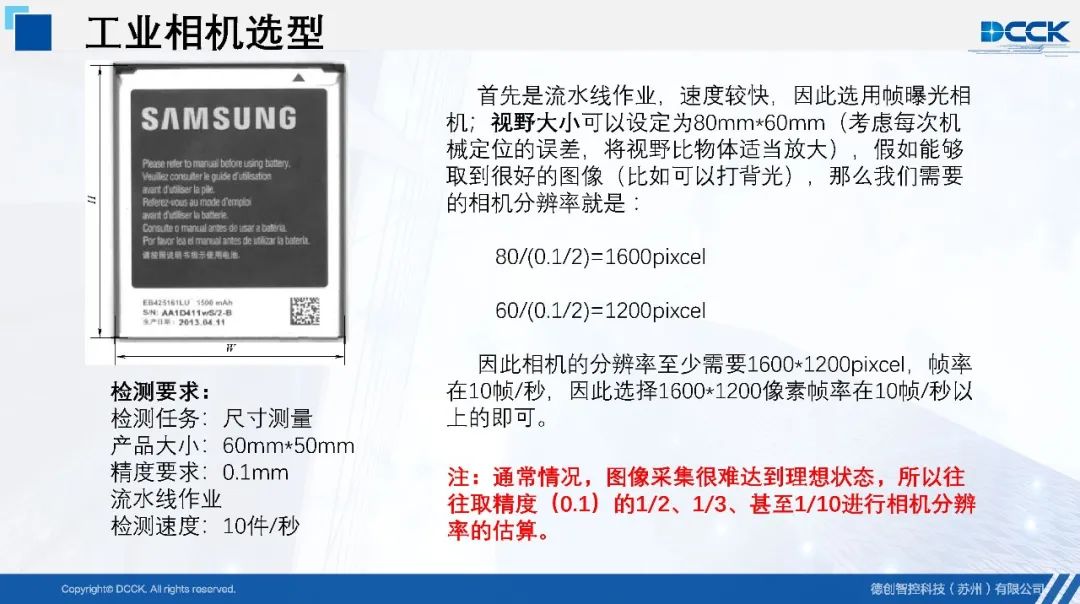 工业相机选型
DCCK
SAMSUNG
Please refer to manual before using battery.
Veuillez consulter le guide d'utilisation
avant d'utiliser la pile.
Referez-vous au mode d'emploi
avant d'utiliser la batterie.
Consulte o manual antes de usar a bateria.
Por favor lea el manual antes de utilizar la batería.
请按照说明书指示使用电池.
EB425161LU 1500 mAh
S/N: AA1D411wS/2-B
生产日期: 2013.04.11
H
W
检测要求：
检测任务：尺寸测量
产品大小：60mm*50mm
精度要求：0.1mm
流水线作业
检测速度：10件/秒
首先是流水线作业，速度较快，因此选用帧曝光相
机；视野大小可以设定为80mm*60mm（考虑每次机
械定位的误差，将视野比物体适当放大），假如能够
取到很好的图像（比如可以打背光），那么我们需要
的相机分辨率就是：
80/(0.1/2)=1600pixcel
60/(0.1/2)=1200pixcel
因此相机的分辨率至少需要1600*1200pixcel，帧率
在10帧/秒，因此选择1600*1200像素帧率在10帧/秒以
上的即可。
注：通常情况，图像采集很难达到理想状态，所以往
往取精度（0.1）的1/2、1/3、甚至1/10进行相机分辨
率的估算。
Copyright© DCCK. All rights reserved.
德创智控科技（苏州）有限公司